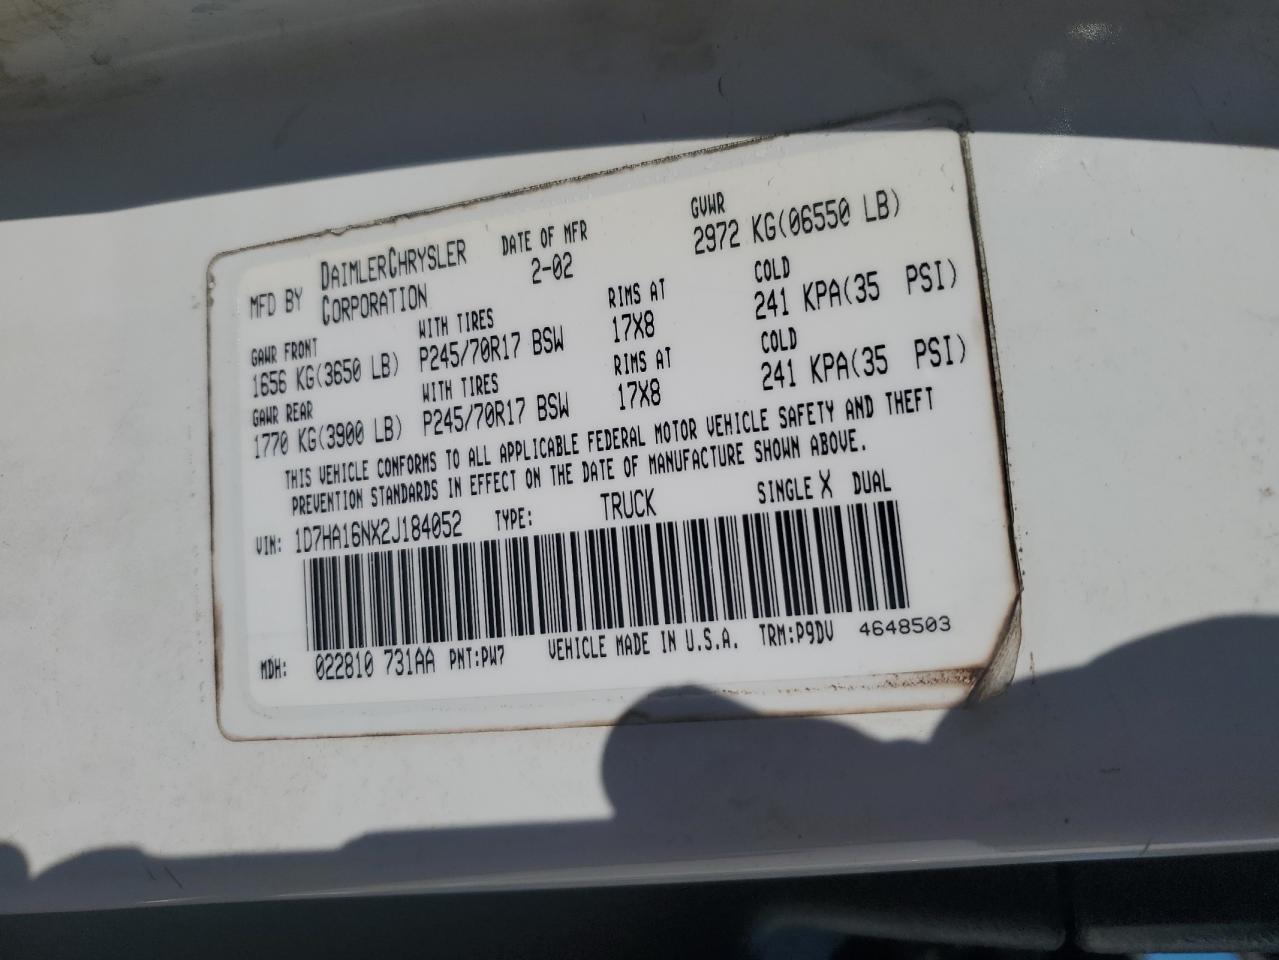 MFD BY DAIMLERCHRYSLER CORPORATION DATE OF MFR 2-02 GVWR 2972 KG(06550 LB)
GAWR FRONT WITH TIRES RIMS AT COLD
1656 KG(3650 LB) P245/70R17 BSW 17X8 241 KPA(35 PSI)
GAWR REAR WITH TIRES RIMS AT COLD
1770 KG(3900 LB) P245/70R17 BSW 17X8 241 KPA(35 PSI)
THIS VEHICLE CONFORMS TO ALL APPLICABLE FEDERAL MOTOR VEHICLE SAFETY AND THEFT
PREVENTION STANDARDS IN EFFECT ON THE DATE OF MANUFACTURE SHOWN ABOVE.
VIN: 1D7HA16NX2J184052 TYPE: TRUCK SINGLE X DUAL
MDH: 022810 731AA PNT:PW7 VEHICLE MADE IN U.S.A. TRM:P9DV 4648503